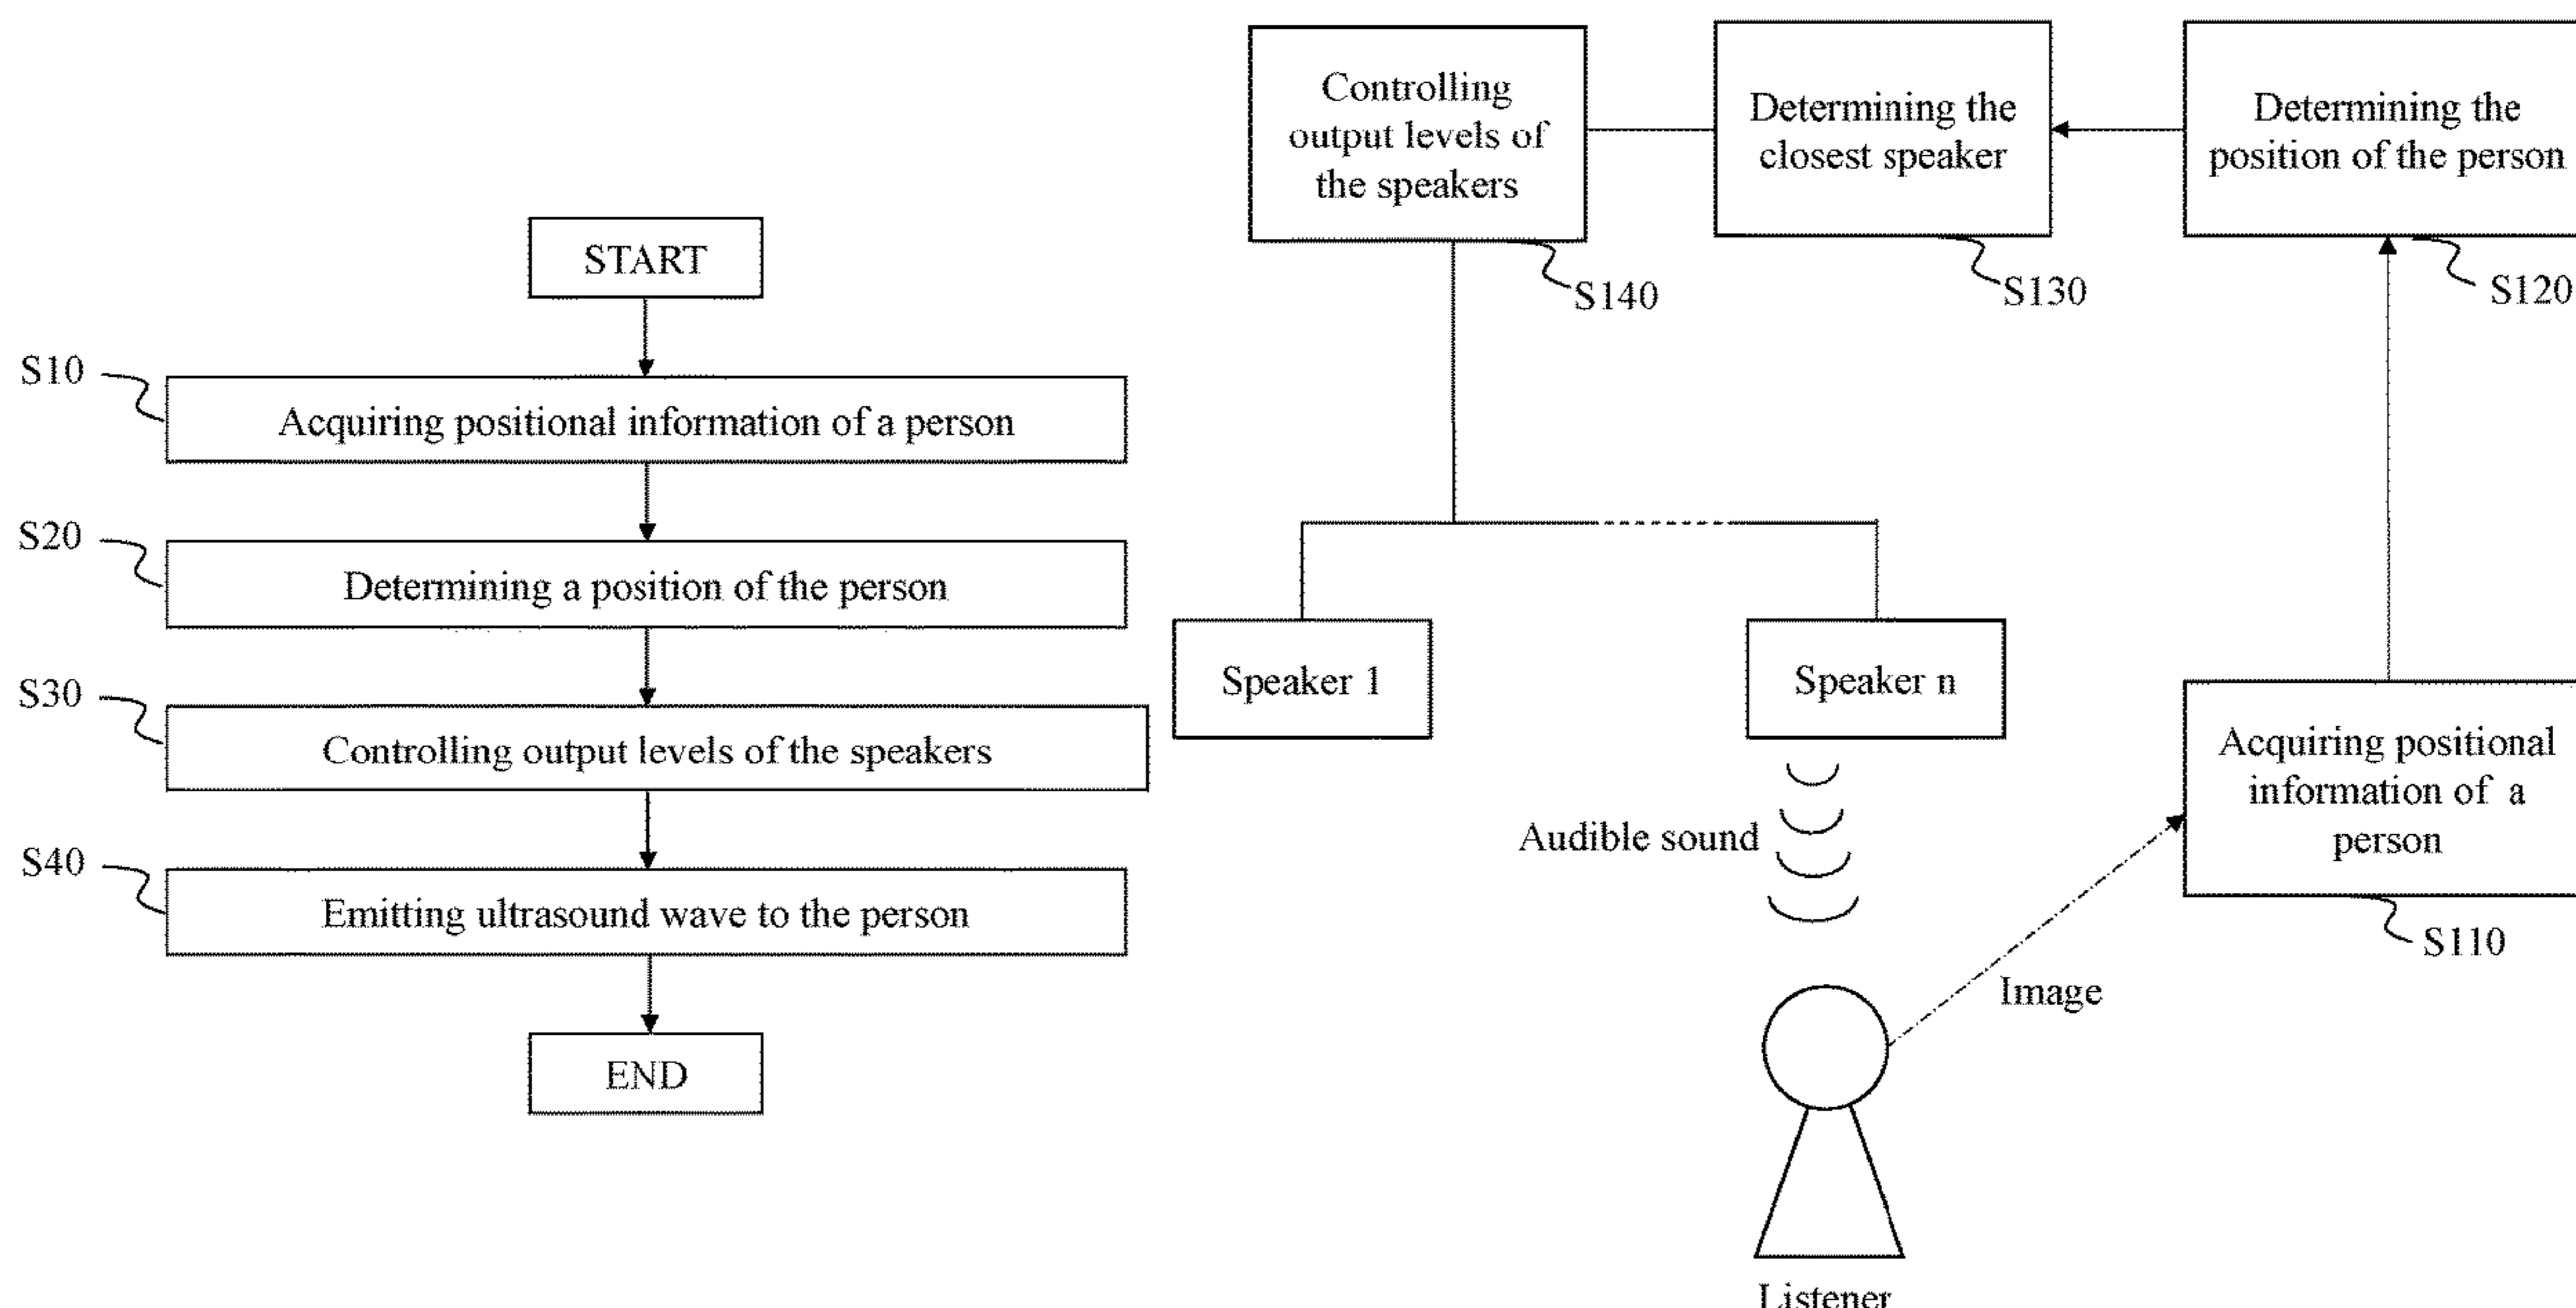 START
S10
Acquiring positional information of a person
S20
Determining a position of the person
S30
Controlling output levels of the speakers
S40
Emitting ultrasound wave to the person
END
Controlling
output levels of
the speakers
S140
Determining the
closest speaker
S130
Determining the
position of the person
S120
Speaker 1
Speaker n
Audible sound
Acquiring positional
information of a
person
S110
Image
Listener